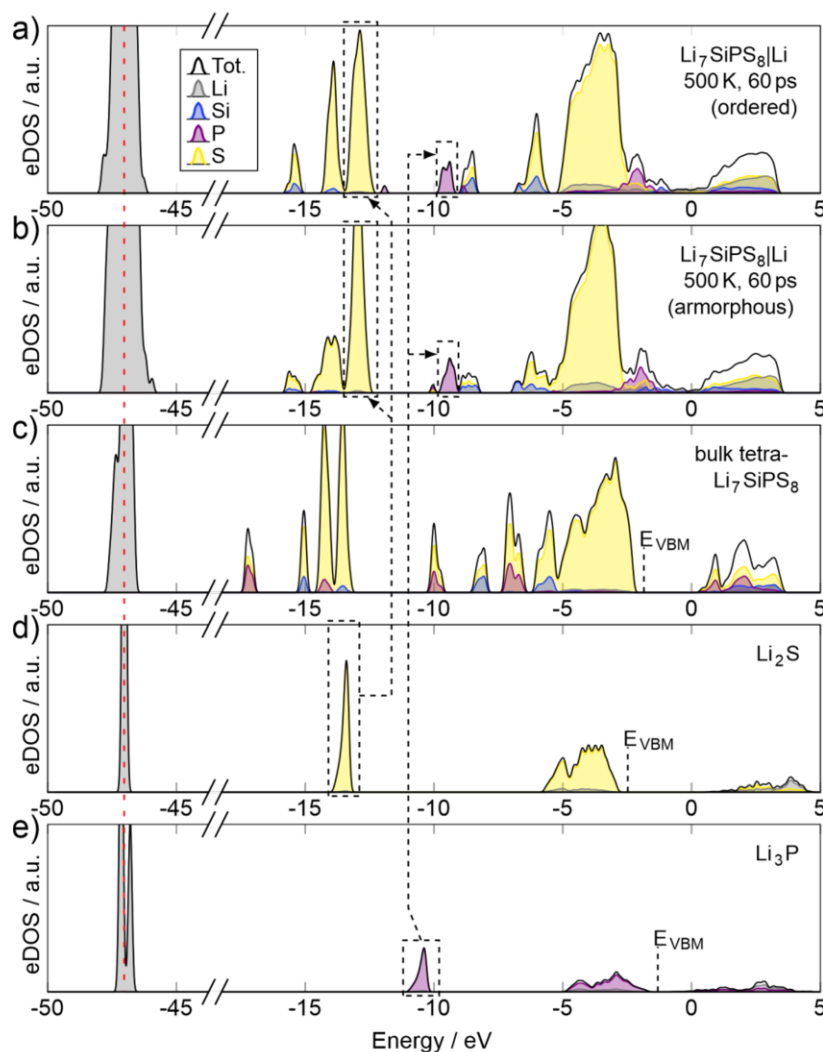 a)
eDOS / a.u.
Tot.
Li
Si
P
S
Li₇SiPS₈|Li
500 K, 60 ps
(ordered)
-50 -45 -15 -10 -5 0 5
b)
eDOS / a.u.
Li₇SiPS₈|Li
500 K, 60 ps
(armorphous)
-50 -45 -15 -10 -5 0 5
c)
eDOS / a.u.
bulk tetra-
Li₇SiPS₈
E_VBM
-50 -45 -15 -10 -5 0 5
d)
eDOS / a.u.
Li₂S
E_VBM
-50 -45 -15 -10 -5 0 5
e)
eDOS / a.u.
Li₃P
E_VBM
-50 -45 -15 -10 -5 0 5
Energy / eV